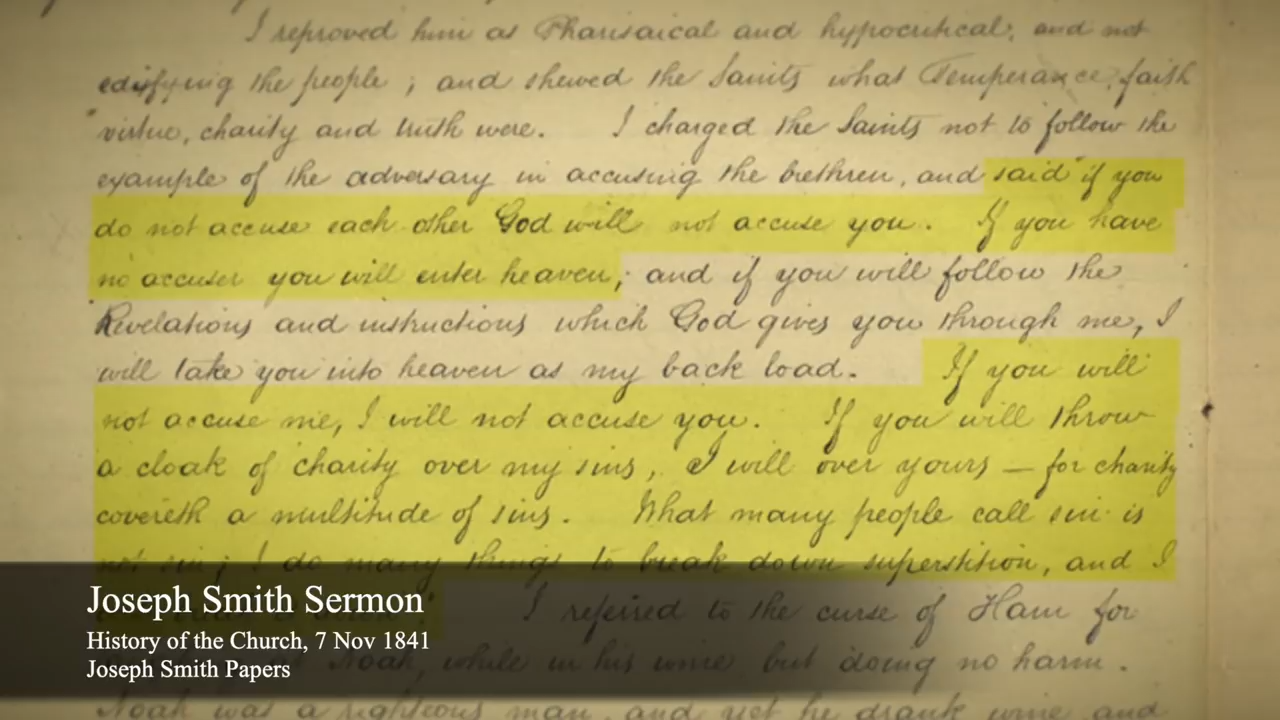 I reproved him as Pharisaical and hypocritical, and not
edifying the people ; and shewed the Saints what Temperance, faith
virtue, charity and truth were. I charged the Saints not to follow the
example of the adversary in accusing the brethren, and said "if you
do not accuse each other God will not accuse you. If you have
no accuser you will enter heaven; and if you will follow the
Revelations and instructions which God gives you through me, I
will take you into heaven as my back load. If you will
not accuse me, I will not accuse you. If you will throw
a cloak of charity over my sins, I will over yours — for charity
covereth a multitude of sins. What many people call sin is
not sin; I do many things to break down superstition, and I
I referred to the curse of Ham for
Noah, while in his wine but doing no harm.
Noah was a righteous man, and yet he drank wine and
Joseph Smith Sermon
History of the Church, 7 Nov 1841
Joseph Smith Papers